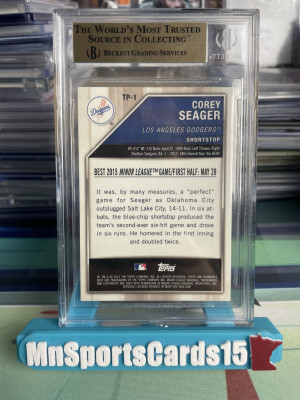 The World's Most Trusted
Source in Collecting™
BECKETT GRADING SERVICES
TP-1
Dodgers
COREY
SEAGER
LOS ANGELES DODGERS®
SHORTSTOP
BEST 2015 MINOR LEAGUE™ GAME/FIRST HALF: MAY 28
It was, by many measures, a "perfect"
game for Seager as Oklahoma City
outslugged Salt Lake City, 14-11. In six at-
bats, the blue-chip shortstop produced the
team's second-ever six-hit game and drove
in six runs. He homered in the first inning
and doubled twice.
Topps
MnSportsCards15